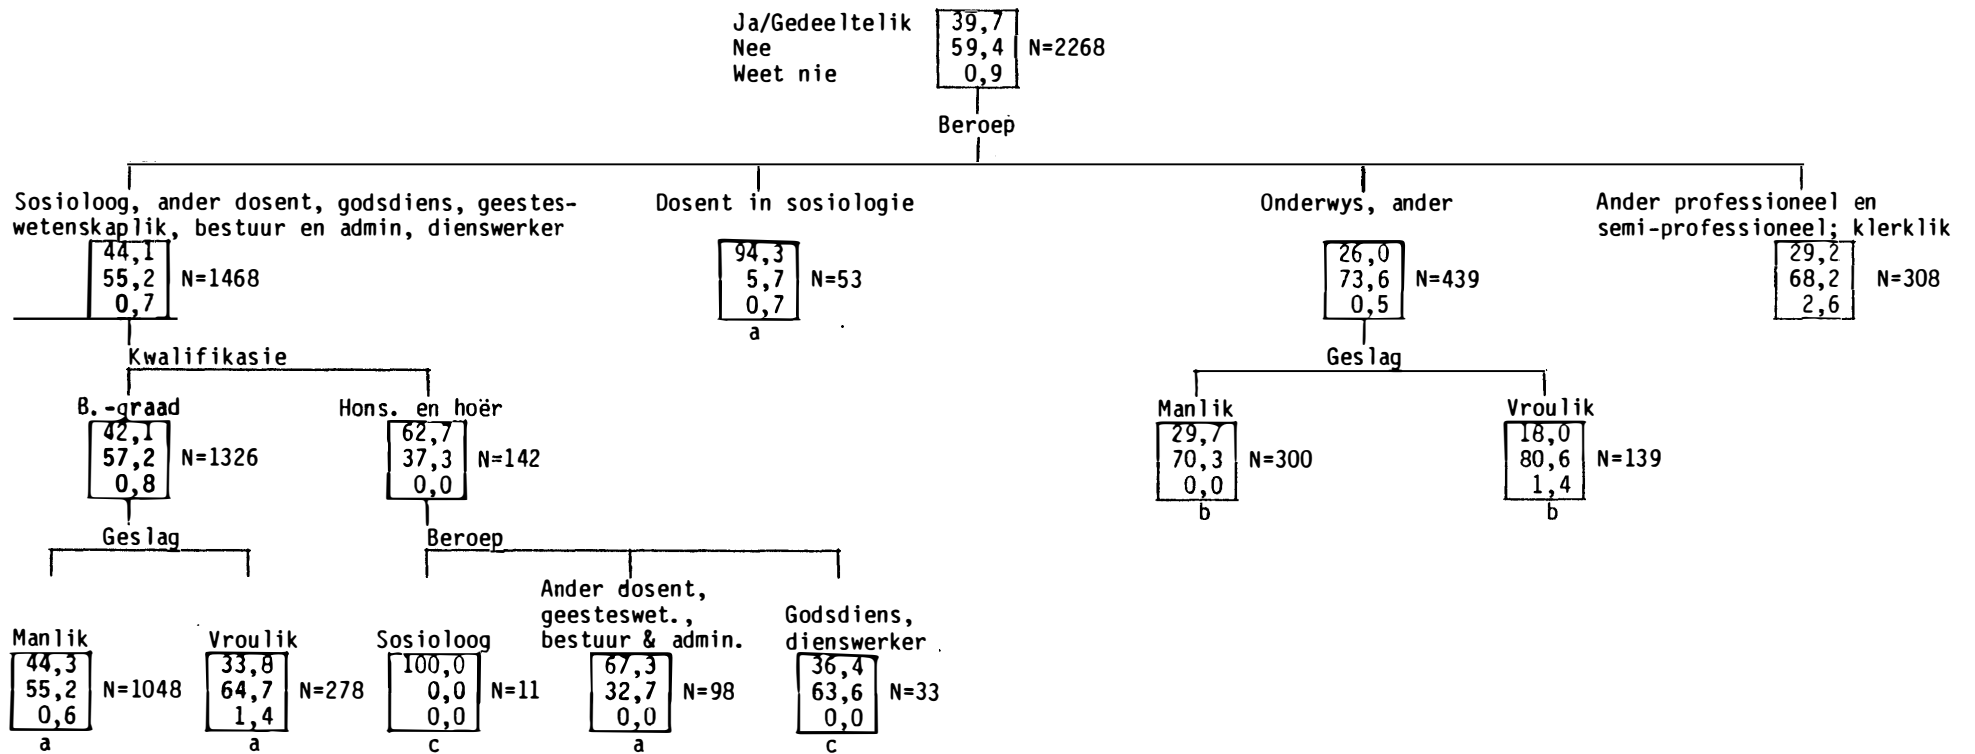 Ja/Gedeeltelik 39,7
Nee 59,4 N=2268
Weet nie 0,9
Beroep
Sosioloog, ander dosent, godsdiens, geestes-
wetenskaplik, bestuur en admin, dienswerker
44,1
55,2 N=1468
0,7
Dosent in sosiologie
94,3
5,7 N=53
0,7
a
Onderwys, ander
26,0
73,6 N=439
0,5
Ander professioneel en
semi-professioneel; klerklik
29,2
68,2 N=308
2,6
Kwalifikasie
B.-graad
42,1
57,2 N=1326
0,8
Hons. en hoër
62,7
37,3 N=142
0,0
Geslag
Manlik
29,7
70,3 N=300
0,0
b
Vroulik
18,0
80,6 N=139
1,4
b
Geslag
Manlik
44,3
55,2 N=1048
0,6
a
Vroulik
33,8
64,7 N=278
1,4
a
Beroep
Sosioloog
100,0
0,0 N=11
0,0
c
Ander dosent,
geesteswet.,
bestuur & admin.
67,3
32,7 N=98
0,0
a
Godsdiens,
dienswerker
36,4
63,6 N=33
0,0
c